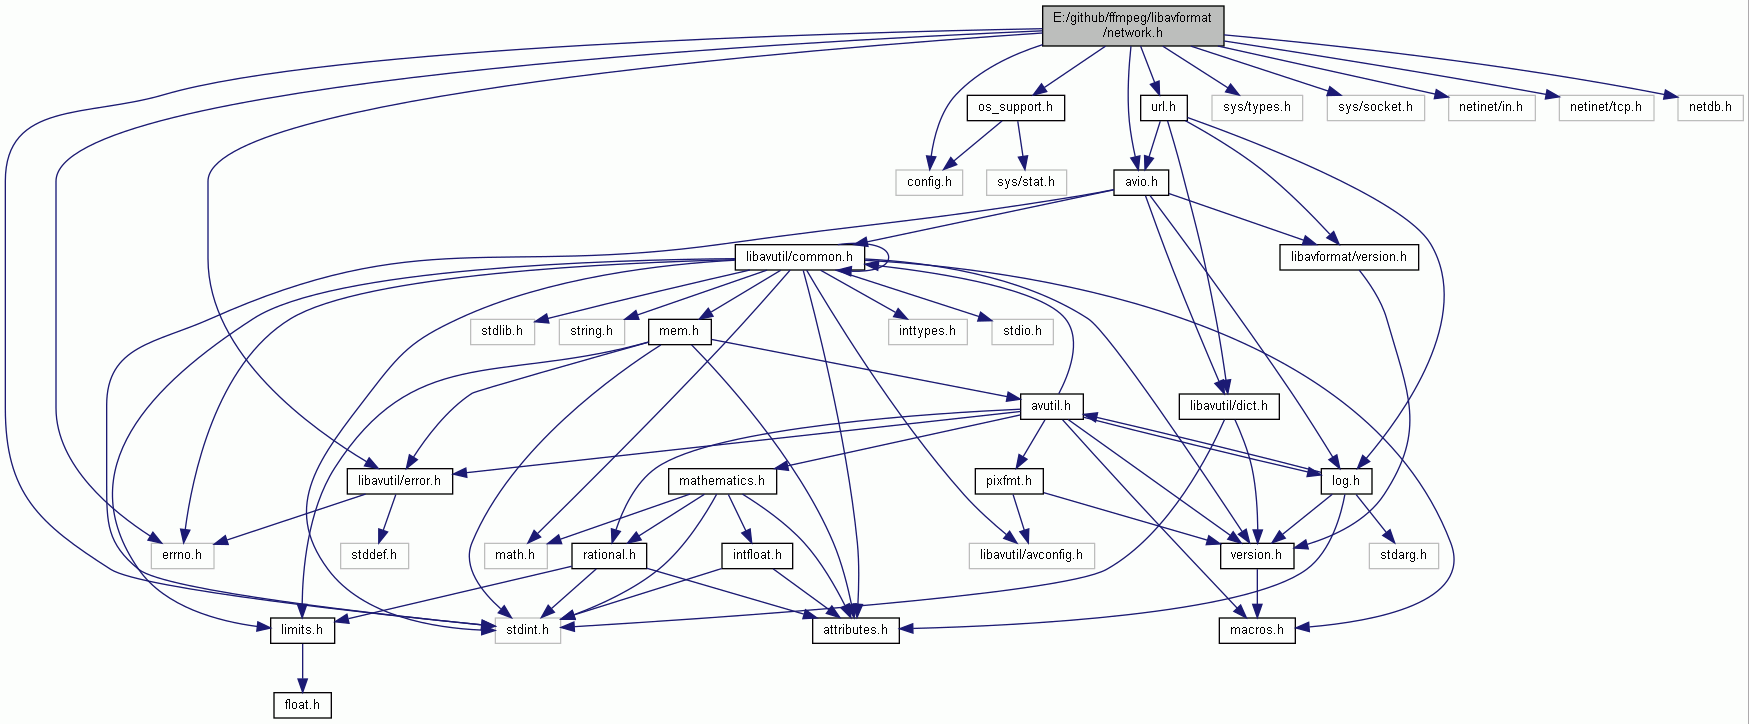 E:/github/ffmpeg/libavformat
/network.h
os_support.h
url.h
sys/types.h
sys/socket.h
netinet/in.h
netinet/tcp.h
netdb.h
config.h
sys/stat.h
avio.h
libavutil/common.h
libavformat/version.h
stdlib.h
string.h
mem.h
inttypes.h
stdio.h
avutil.h
libavutil/dict.h
libavutil/error.h
mathematics.h
pixfmt.h
log.h
errno.h
stddef.h
math.h
rational.h
intfloat.h
libavutil/avconfig.h
version.h
stdarg.h
limits.h
stdint.h
attributes.h
macros.h
float.h